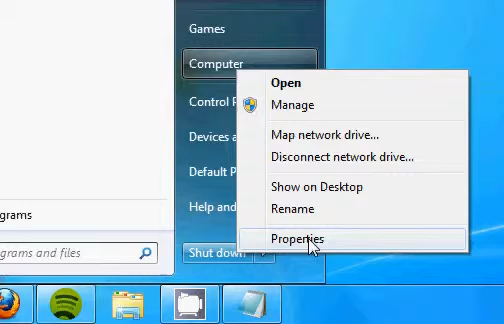 Games
Computer
Control P
Devices a
Default P
Help and
Shut down
grams
grams and files
Open
Manage
Map network drive...
Disconnect network drive...
Show on Desktop
Rename
Properties